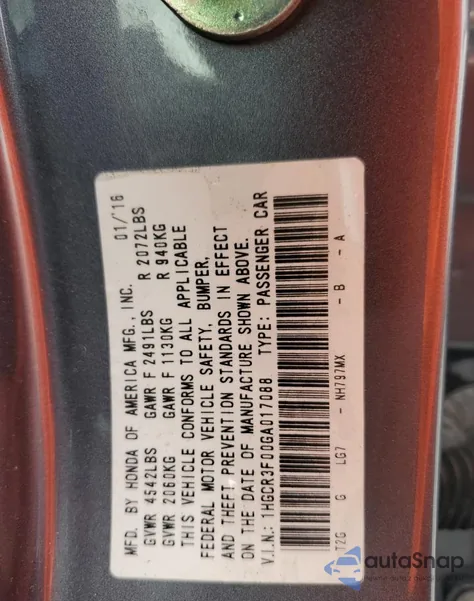 MFD. BY HONDA OF AMERICA MFG., INC. 01/16
GVWR 4542LBS GAWR F 2491LBS R 2072LBS
GVWR 2060KG GAWR F 1130KG R 940KG
THIS VEHICLE CONFORMS TO ALL APPLICABLE
FEDERAL MOTOR VEHICLE SAFETY, BUMPER,
AND THEFT PREVENTION STANDARDS IN EFFECT
ON THE DATE OF MANUFACTURE SHOWN ABOVE.
V.I.N.: 1HGCR3F00GA017088 TYPE: PASSENGER CAR
T2G G LG7 - NH797MX - B - A
autoSnap